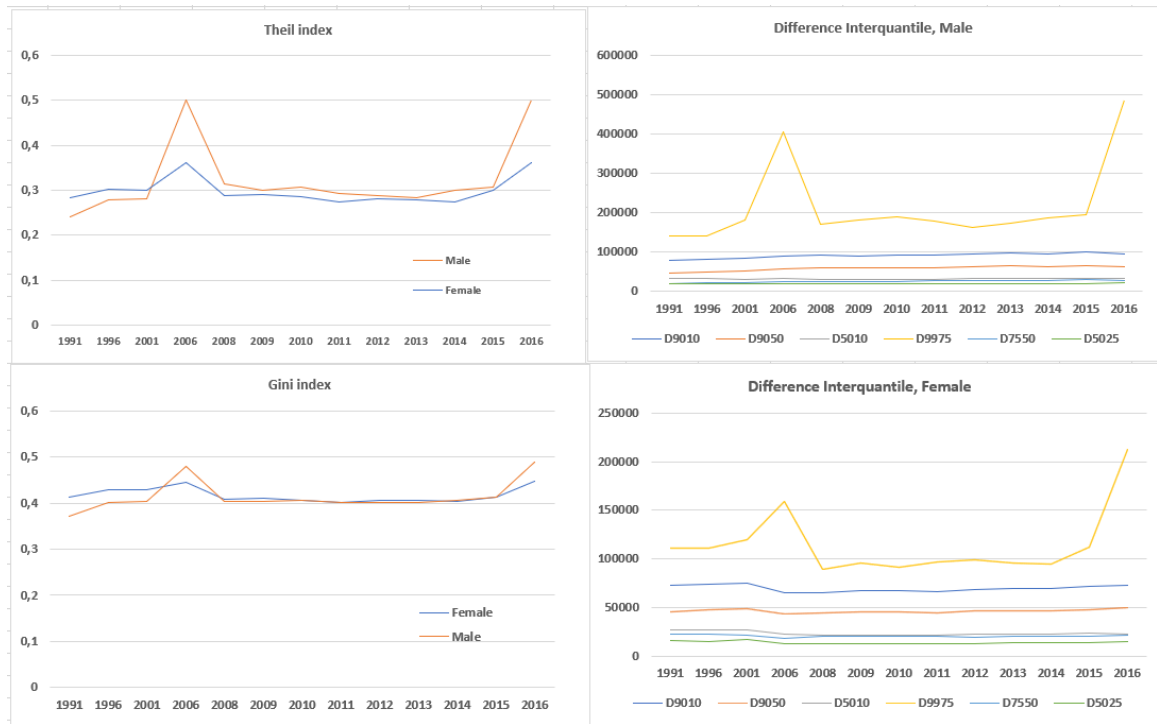 Theil index
0,6
0,5
0,4
0,3
0,2
0,1
0
Male
Female
1991 1996 2001 2006 2008 2009 2010 2011 2012 2013 2014 2015 2016
Difference Interquantile, Male
600000
500000
400000
300000
200000
100000
0
1991 1996 2001 2006 2008 2009 2010 2011 2012 2013 2014 2015 2016
D9010 D9050 D5010 D9975 D7550 D5025
Gini index
0,6
0,5
0,4
0,3
0,2
0,1
0
Female
Male
1991 1996 2001 2006 2008 2009 2010 2011 2012 2013 2014 2015 2016
Difference Interquantile, Female
250000
200000
150000
100000
50000
0
1991 1996 2001 2006 2008 2009 2010 2011 2012 2013 2014 2015 2016
D9010 D9050 D5010 D9975 D7550 D5025